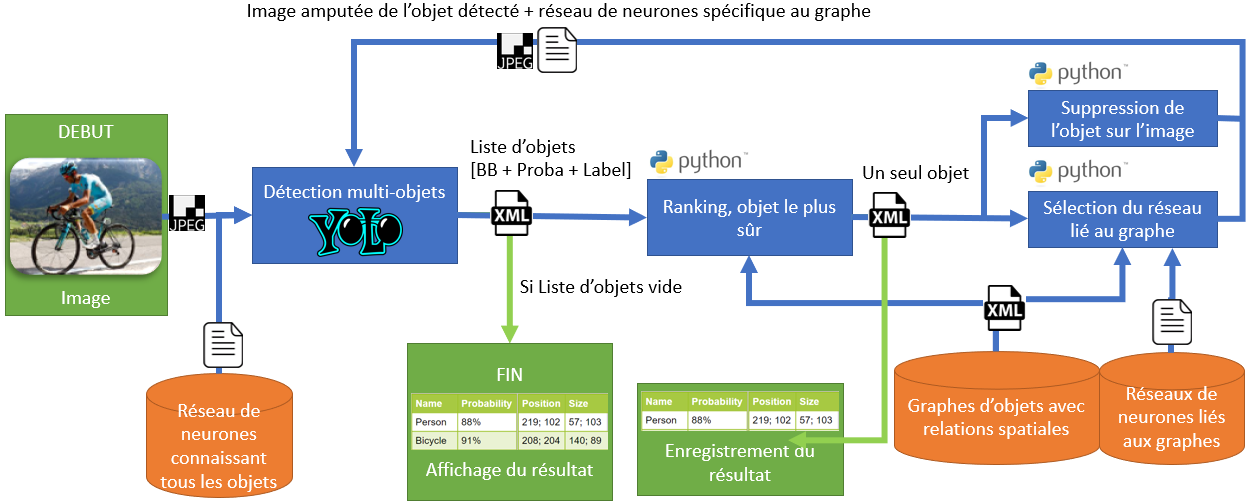 Image amputée de l'objet détecté + réseau de neurones spécifique au graphe
JPEG
python™
Suppression de
l'objet sur l'image
DEBUT
Image
JPEG
Détection multi-objets
YOLO
Liste d'objets
[BB + Proba + Label]
XML
python™
Ranking, objet le plus
sûr
Un seul objet
XML
python™
Sélection du réseau
lié au graphe
Si Liste d'objets vide
XML
Réseau de
neurones
connaissant
tous les objets
FIN
Name Probability Position Size
Person 88% 219; 102 57; 103
Bicycle 91% 208; 204 140; 89
Affichage du résultat
Name Probability Position Size
Person 88% 219; 102 57; 103
Enregistrement du
résultat
Graphes d'objets avec
relations spatiales
Réseaux de
neurones liés
aux graphes